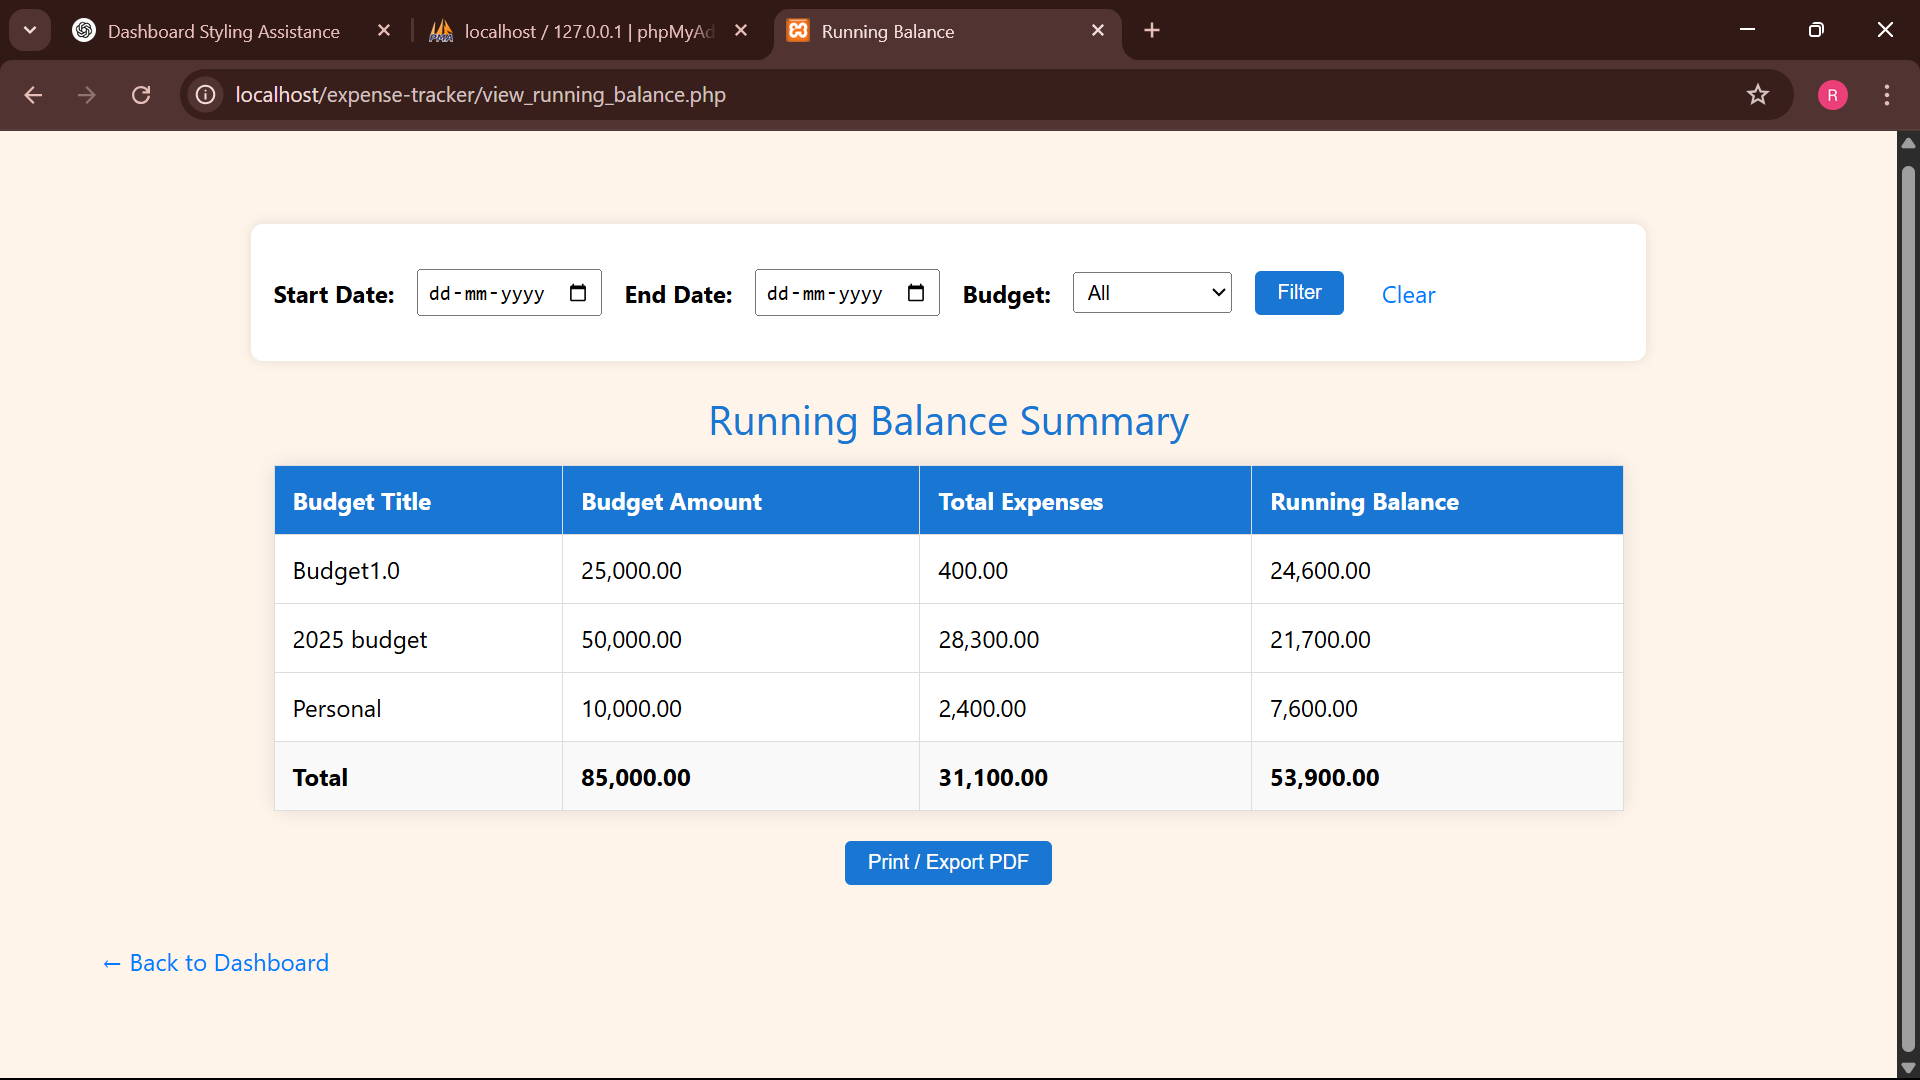 Dashboard Styling Assistance
localhost / 127.0.0.1 | phpMyAd
Running Balance
localhost/expense-tracker/view_running_balance.php
R
Start Date: dd-mm-yyyy End Date: dd-mm-yyyy Budget: All Filter Clear
Running Balance Summary
Budget Title Budget Amount Total Expenses Running Balance
Budget1.0 25,000.00 400.00 24,600.00
2025 budget 50,000.00 28,300.00 21,700.00
Personal 10,000.00 2,400.00 7,600.00
Total 85,000.00 31,100.00 53,900.00
Print / Export PDF
← Back to Dashboard